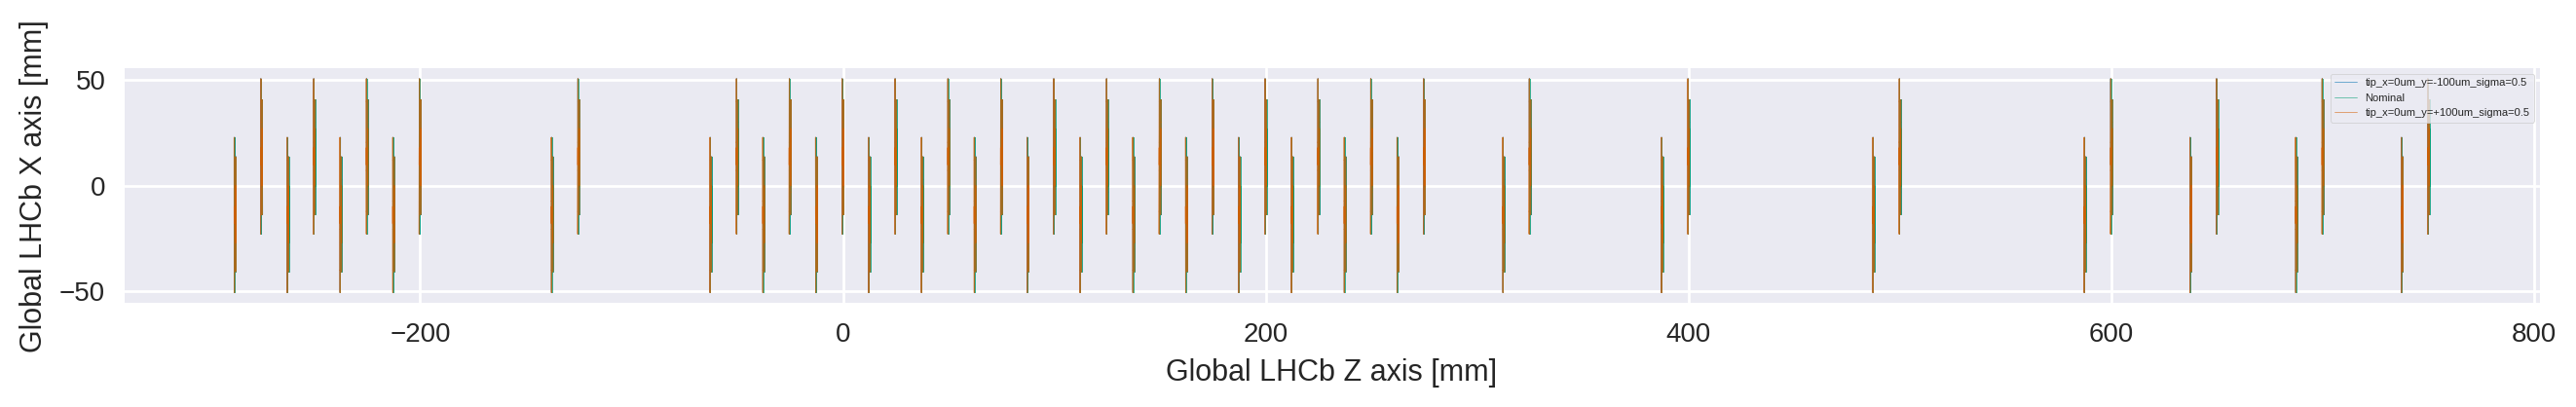 Global LHCb X axis [mm]
50
0
−50
tip_x=0um_y=-100um_sigma=0.5
Nominal
tip_x=0um_y=+100um_sigma=0.5
−200
0
200
400
600
800
Global LHCb Z axis [mm]